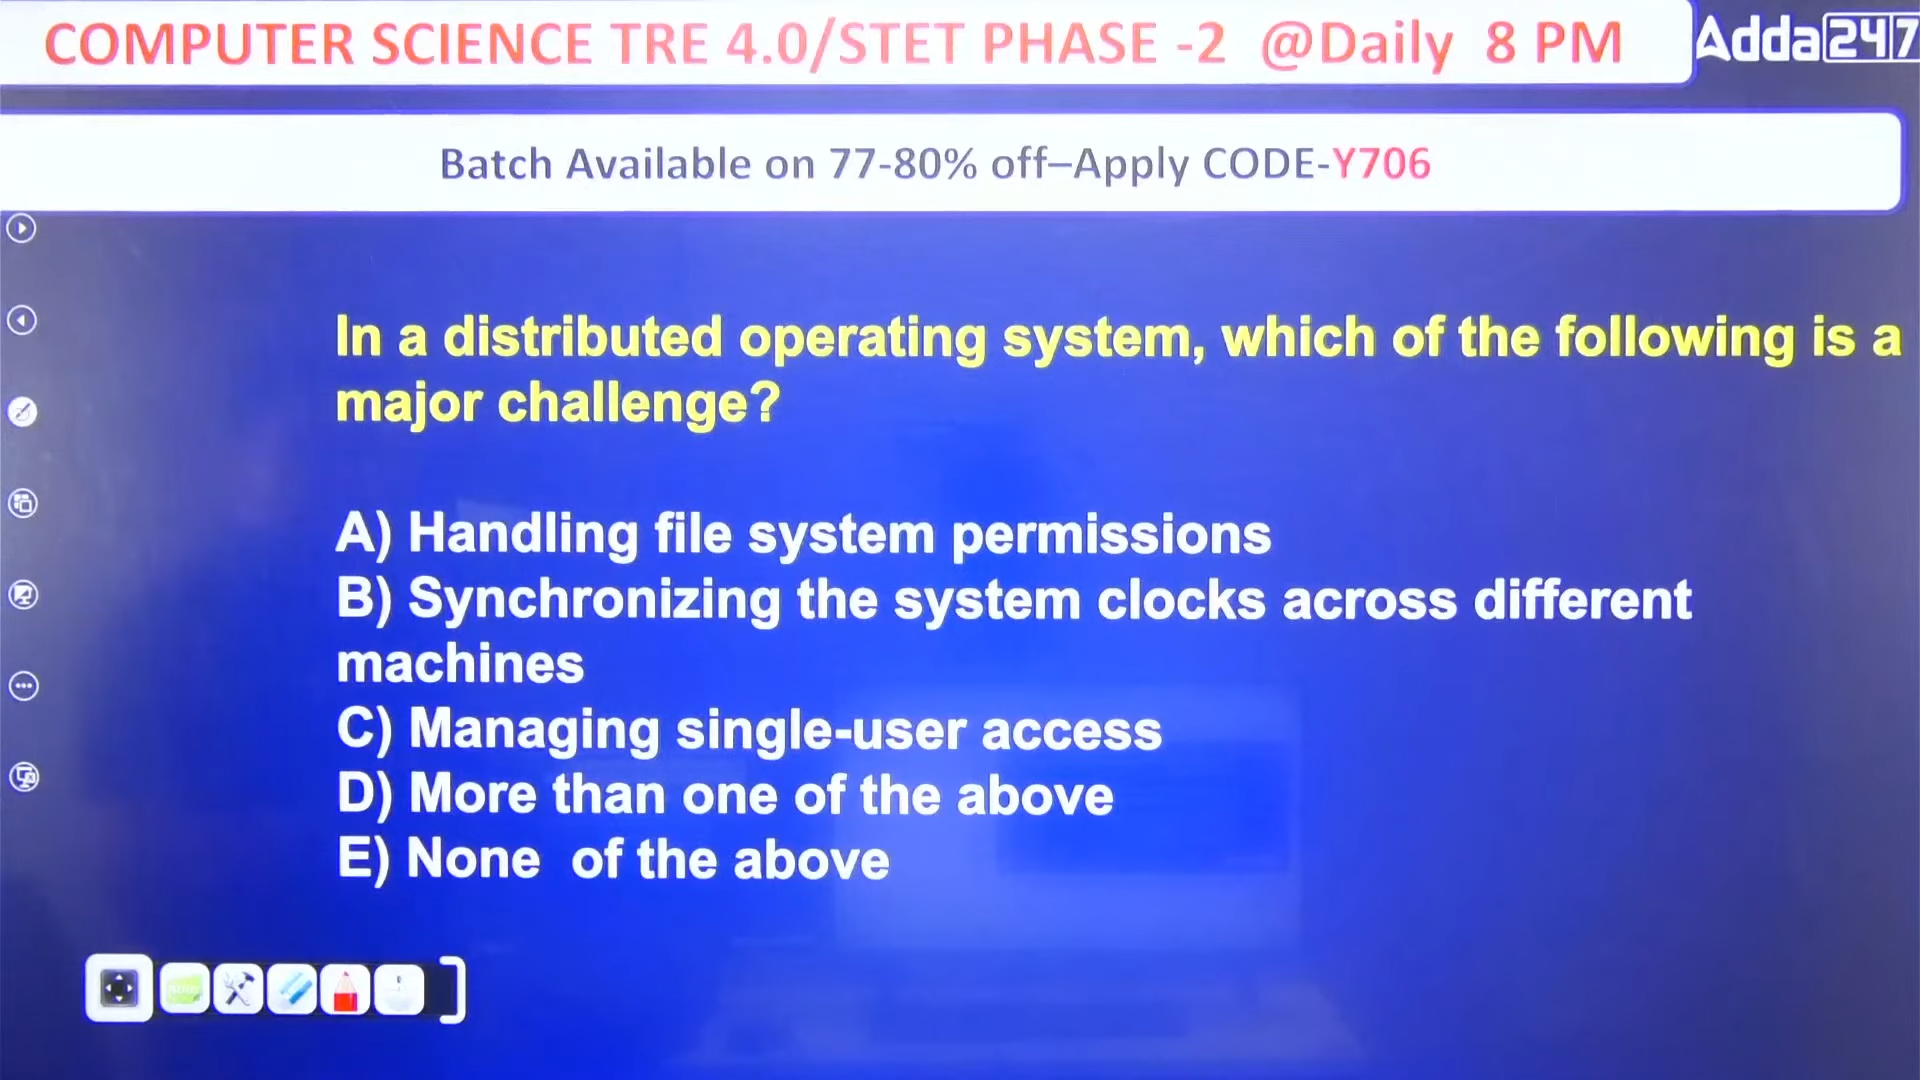 COMPUTER SCIENCE TRE 4.0/STET PHASE -2 @Daily 8 PM
Adda247
Batch Available on 77-80% off–Apply CODE-Y706
In a distributed operating system, which of the following is a
major challenge?
A) Handling file system permissions
B) Synchronizing the system clocks across different
machines
C) Managing single-user access
D) More than one of the above
E) None of the above